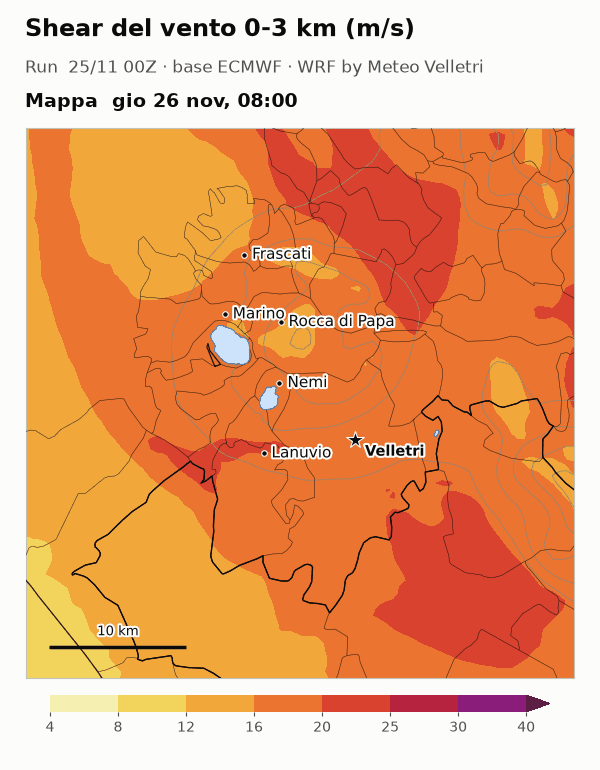 Shear del vento 0-3 km (m/s)
Run  25/11 00Z · base ECMWF · WRF by Meteo Velletri
Mappa  gio 26 nov, 08:00
Frascati
Marino
Rocca di Papa
Nemi
Velletri
Lanuvio
10 km
4 8 12 16 20 25 30 40